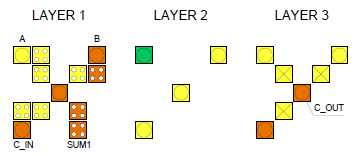 LAYER 1 LAYER 2 LAYER 3
A B
C_OUT
C_IN SUM1